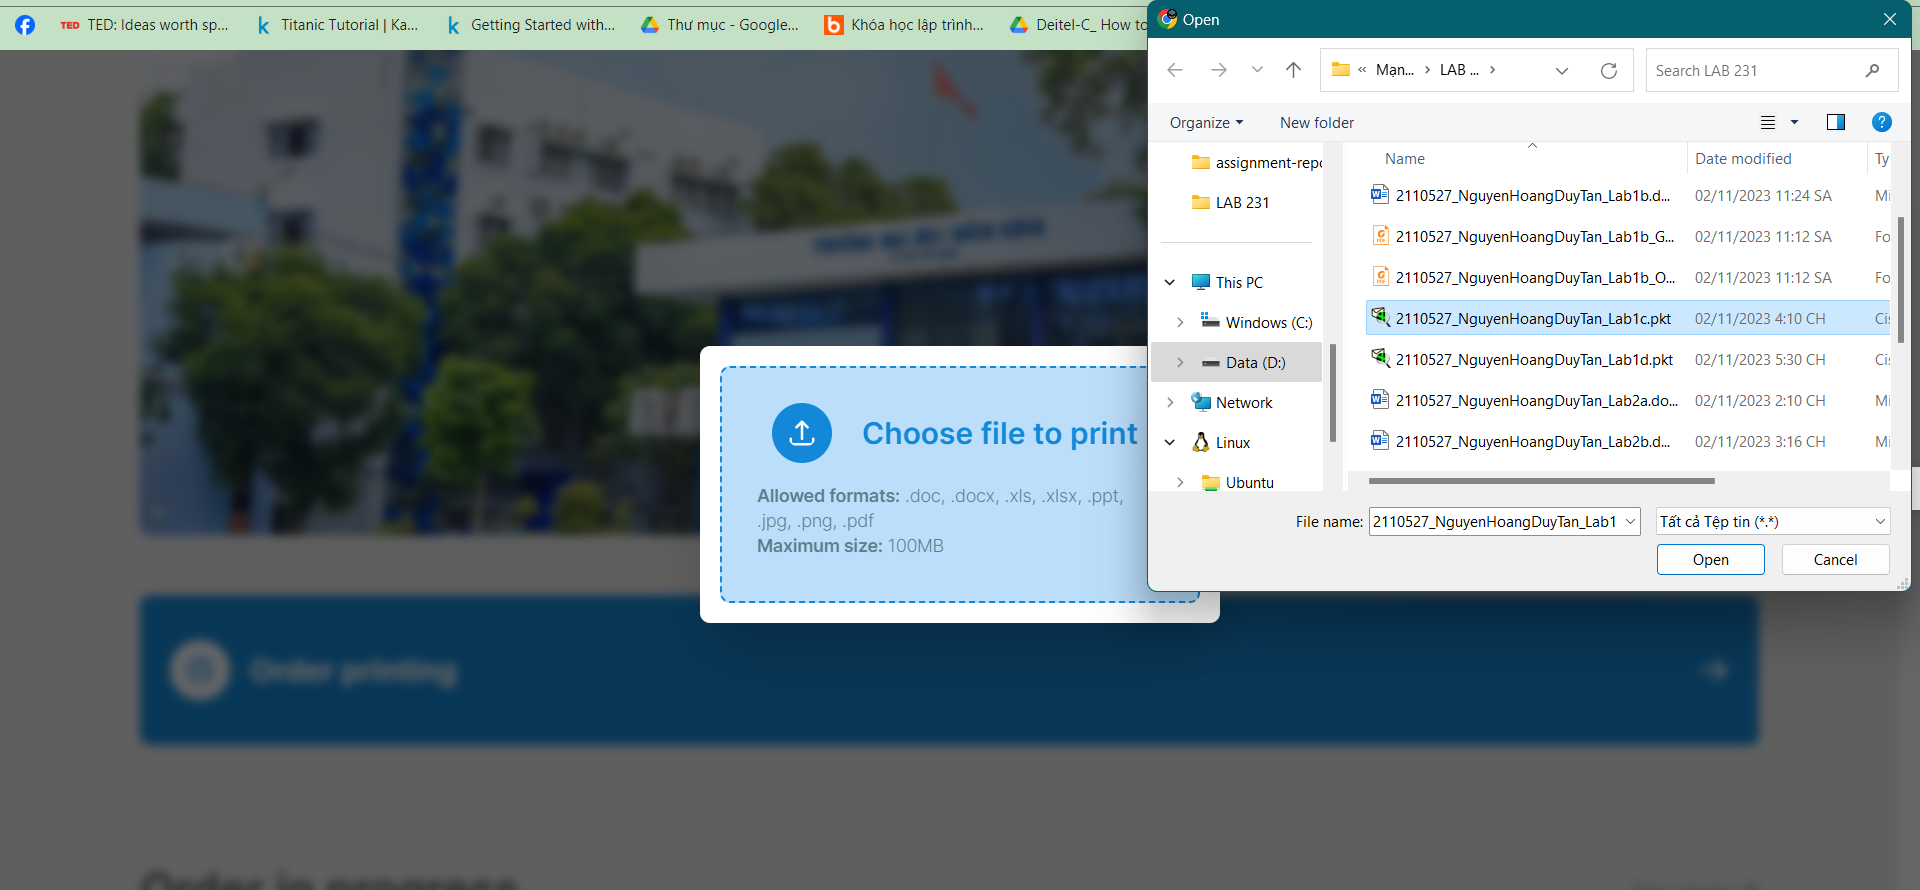 TED TED: Ideas worth sp...
Titanic Tutorial | Ka...
Getting Started with...
Thư mục - Google...
Khóa học lập trình...
Deitel-C_ How to
Open
« Mạn... › LAB ... ›
Search LAB 231
Organize
New folder
?
assignment-repo
LAB 231
This PC
Windows (C:)
Data (D:)
Network
Linux
Ubuntu
Name Date modified Ty
2110527_NguyenHoangDuyTan_Lab1b.d... 02/11/2023 11:24 SA Mi
2110527_NguyenHoangDuyTan_Lab1b_G... 02/11/2023 11:12 SA Fo
2110527_NguyenHoangDuyTan_Lab1b_O... 02/11/2023 11:12 SA Fo
2110527_NguyenHoangDuyTan_Lab1c.pkt 02/11/2023 4:10 CH Ci
2110527_NguyenHoangDuyTan_Lab1d.pkt 02/11/2023 5:30 CH Ci
2110527_NguyenHoangDuyTan_Lab2a.do... 02/11/2023 2:10 CH Mi
2110527_NguyenHoangDuyTan_Lab2b.d... 02/11/2023 3:16 CH Mi
File name: 2110527_NguyenHoangDuyTan_Lab1 Tất cả Tệp tin (*.*)
Open Cancel
Choose file to print
Allowed formats: .doc, .docx, .xls, .xlsx, .ppt,
.jpg, .png, .pdf
Maximum size: 100MB
Order printing
Order in progress